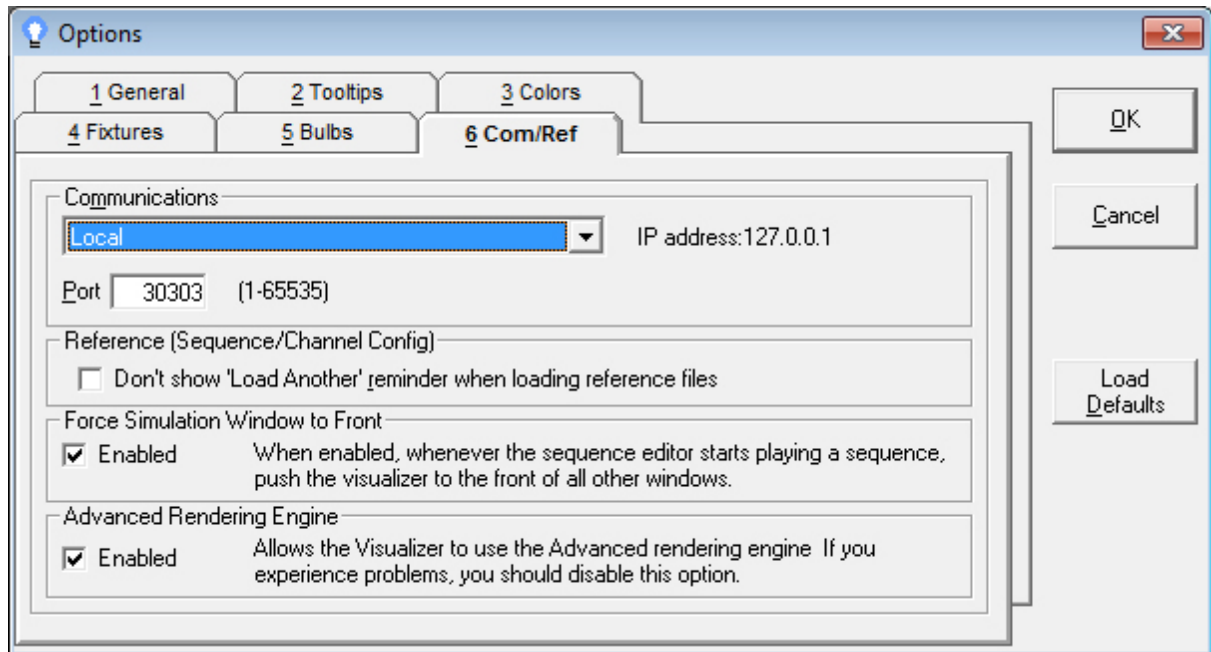 Options
1 General
2 Tooltips
3 Colors
4 Fixtures
5 Bulbs
6 Com/Ref
OK
Cancel
Load
Defaults
Communications
Local
IP address:127.0.0.1
Port 30303 (1-65535)
Reference (Sequence/Channel Config)
Don't show 'Load Another' reminder when loading reference files
Force Simulation Window to Front
Enabled
When enabled, whenever the sequence editor starts playing a sequence,
push the visualizer to the front of all other windows.
Advanced Rendering Engine
Enabled
Allows the Visualizer to use the Advanced rendering engine  If you
experience problems, you should disable this option.